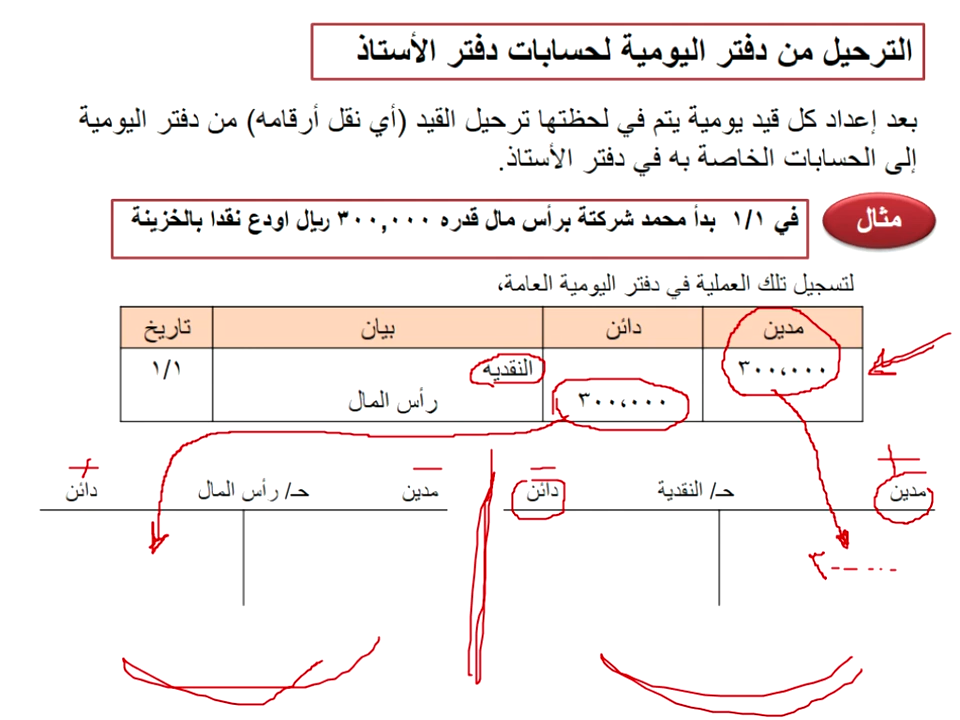 الترحيل من دفتر اليومية لحسابات دفتر الأستاذ
بعد إعداد كل قيد يومية يتم في لحظتها ترحيل القيد (أي نقل أرقامه) من دفتر اليومية
إلى الحسابات الخاصة به في دفتر الأستاذ.
مثال
في ١/١ بدأ محمد شركتة برأس مال قدره ٣٠٠,٠٠٠ ريال اودع نقدا بالخزينة
لتسجيل تلك العملية في دفتر اليومية العامة،
مدين دائن بيان تاريخ
٣٠٠،٠٠٠ النقديه ١/١
٣٠٠،٠٠٠ رأس المال
+ − − +
مدين حـ/ النقدية دائن مدين حـ/ رأس المال دائن